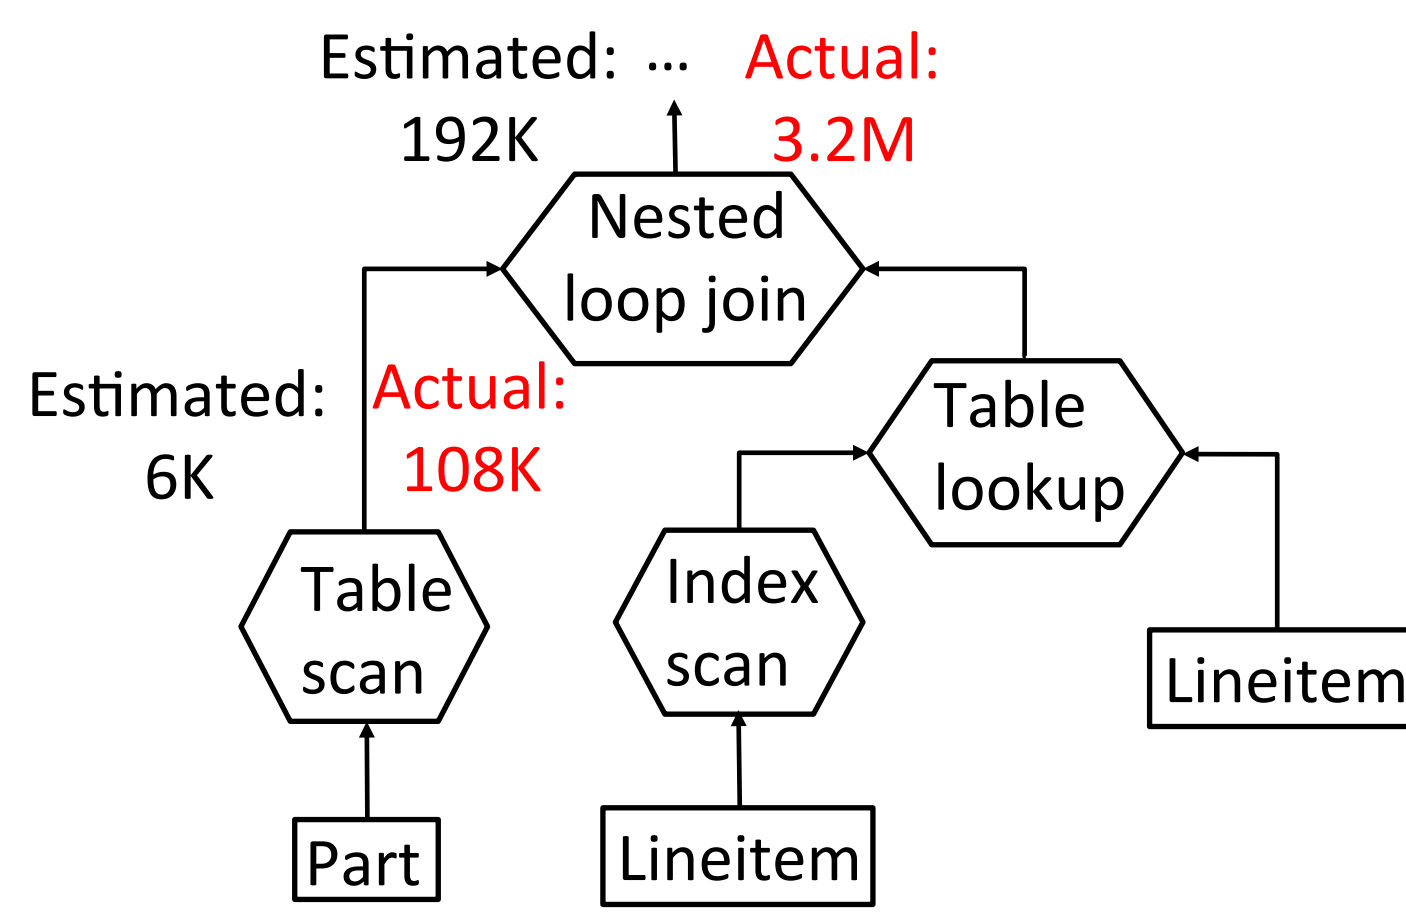 Estimated: ... Actual:
192K 3.2M
Nested
loop join
Estimated: Actual:
6K 108K
Table
lookup
Table
scan
Index
scan
Lineitem
Part
Lineitem